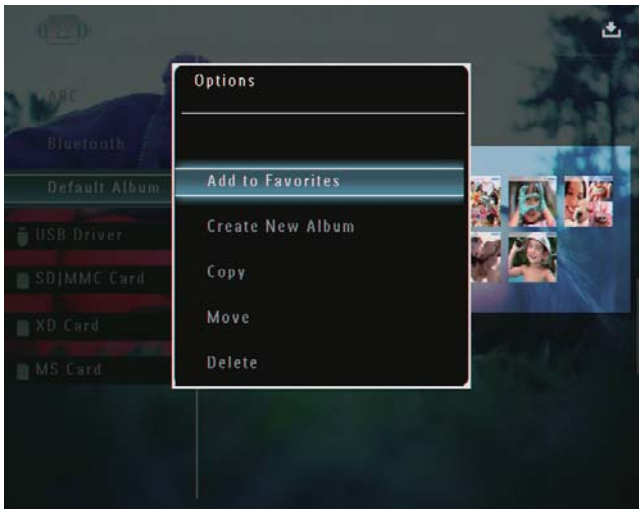 Options
Add to Favorites
Create New Album
Copy
Move
Delete
ABC
Bluetooth
Default Album
USB Driver
SD|MMC Card
XD Card
MS Card